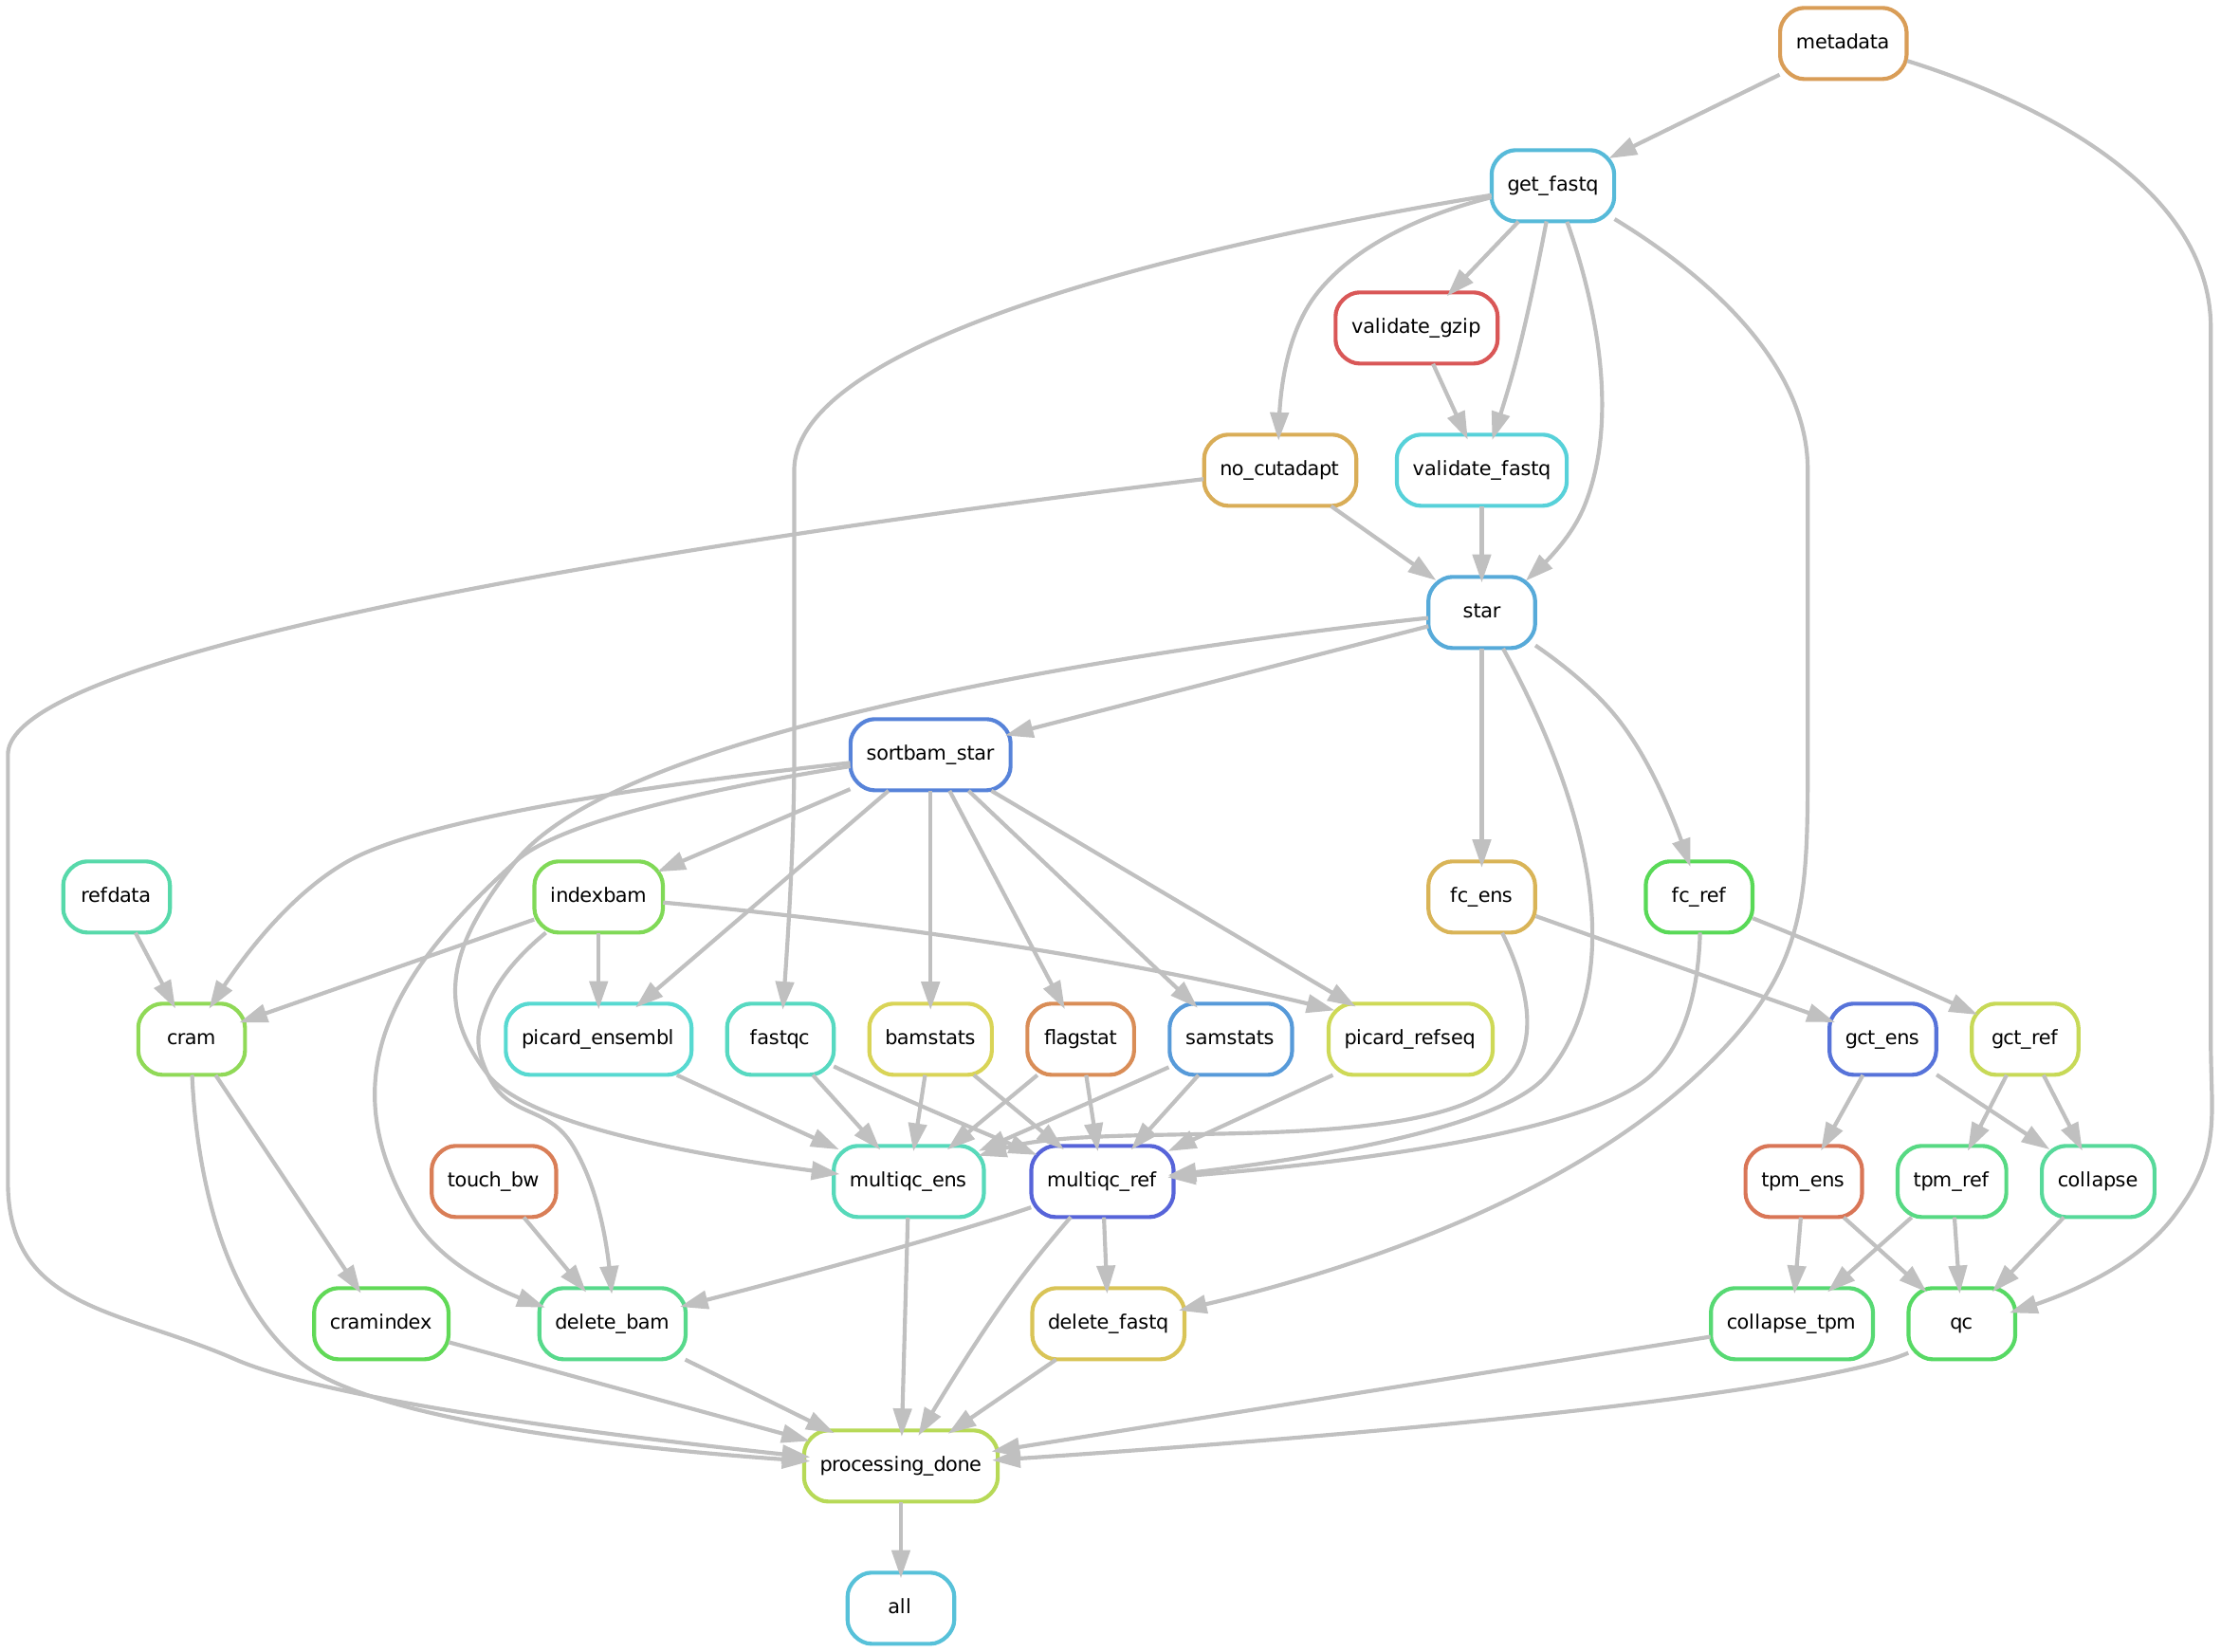 metadata
get_fastq
validate_gzip
no_cutadapt
validate_fastq
star
sortbam_star
refdata
indexbam
fc_ens
fc_ref
cram
picard_ensembl
fastqc
bamstats
flagstat
samstats
picard_refseq
gct_ens
gct_ref
touch_bw
multiqc_ens
multiqc_ref
tpm_ens
tpm_ref
collapse
cramindex
delete_bam
delete_fastq
collapse_tpm
qc
processing_done
all